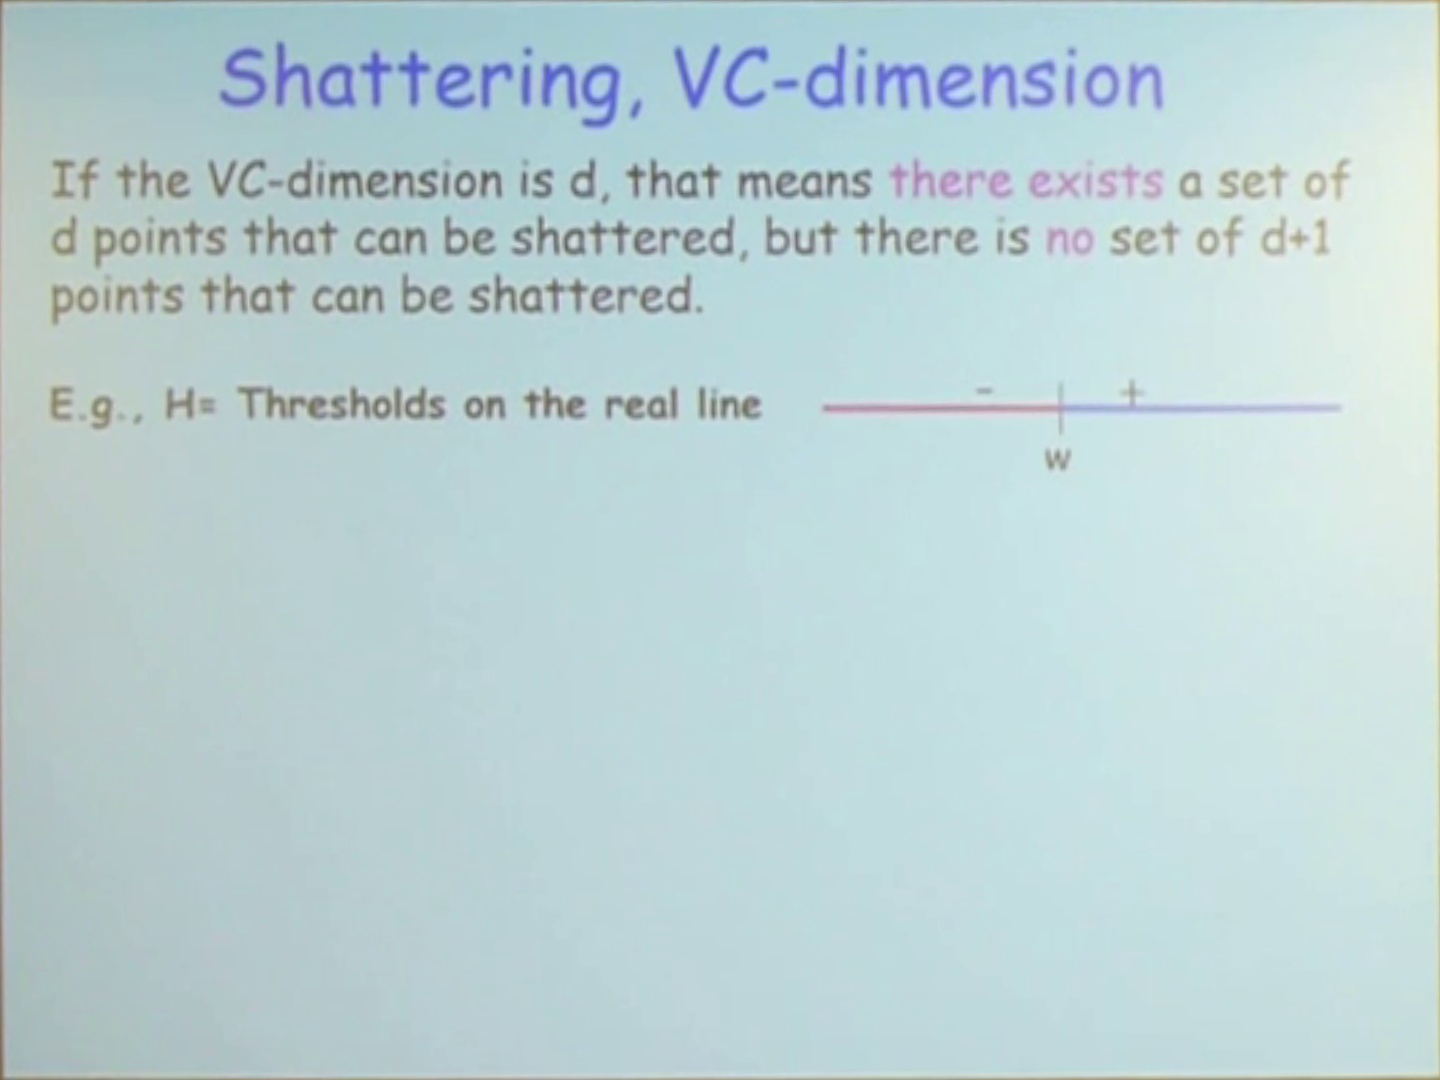 Shattering, VC-dimension
If the VC-dimension is d, that means there exists a set of
d points that can be shattered, but there is no set of d+1
points that can be shattered.
E.g., H= Thresholds on the real line
- +
w